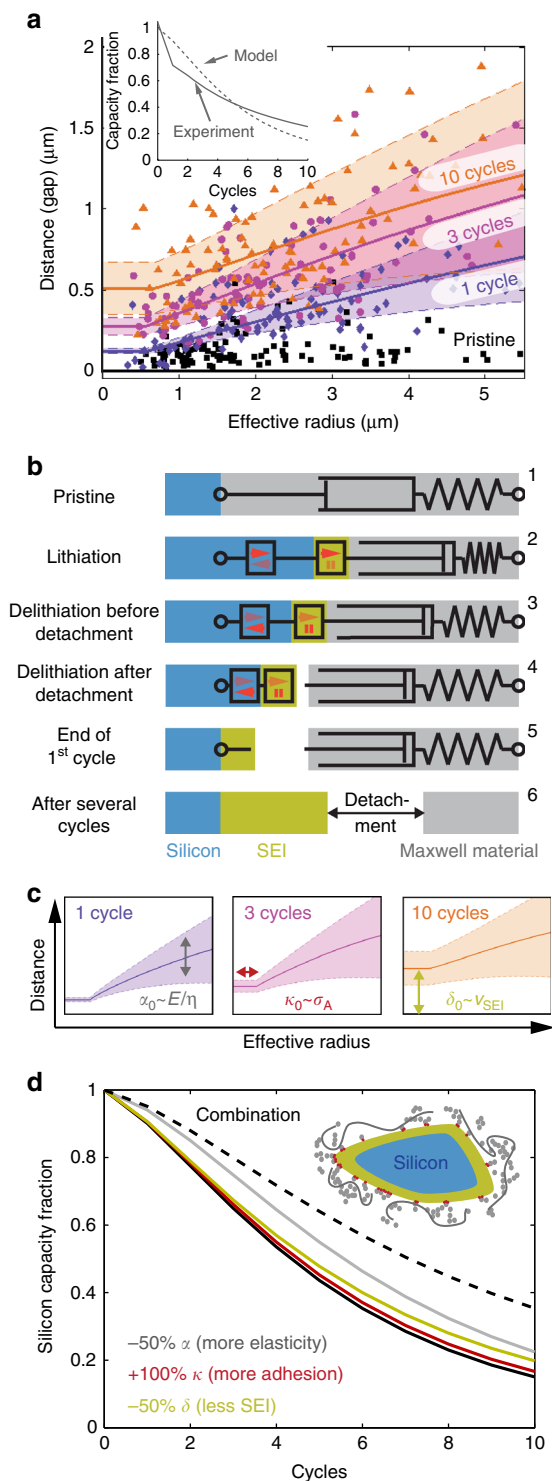 a
2
1.5
1
0.5
0
Distance (gap) (μm)
1
0.8
0.6
0.4
0.2
0
Capacity fraction
Model
Experiment
0 2 4 6 8 10
Cycles
10 cycles
3 cycles
1 cycle
Pristine
0 1 2 3 4 5
Effective radius (μm)
b
Pristine
1
Lithiation
2
Delithiation before
detachment
3
Delithiation after
detachment
4
End of
1st cycle
5
After several
cycles
Detach-
ment
6
Silicon SEI Maxwell material
c
Distance
1 cycle
α0~E/η
3 cycles
κ0~σA
10 cycles
δ0~vSEI
Effective radius
d
1
0.8
0.6
0.4
0.2
0
Silicon capacity fraction
Combination
Silicon
–50% α (more elasticity)
+100% κ (more adhesion)
–50% δ (less SEI)
0 2 4 6 8 10
Cycles